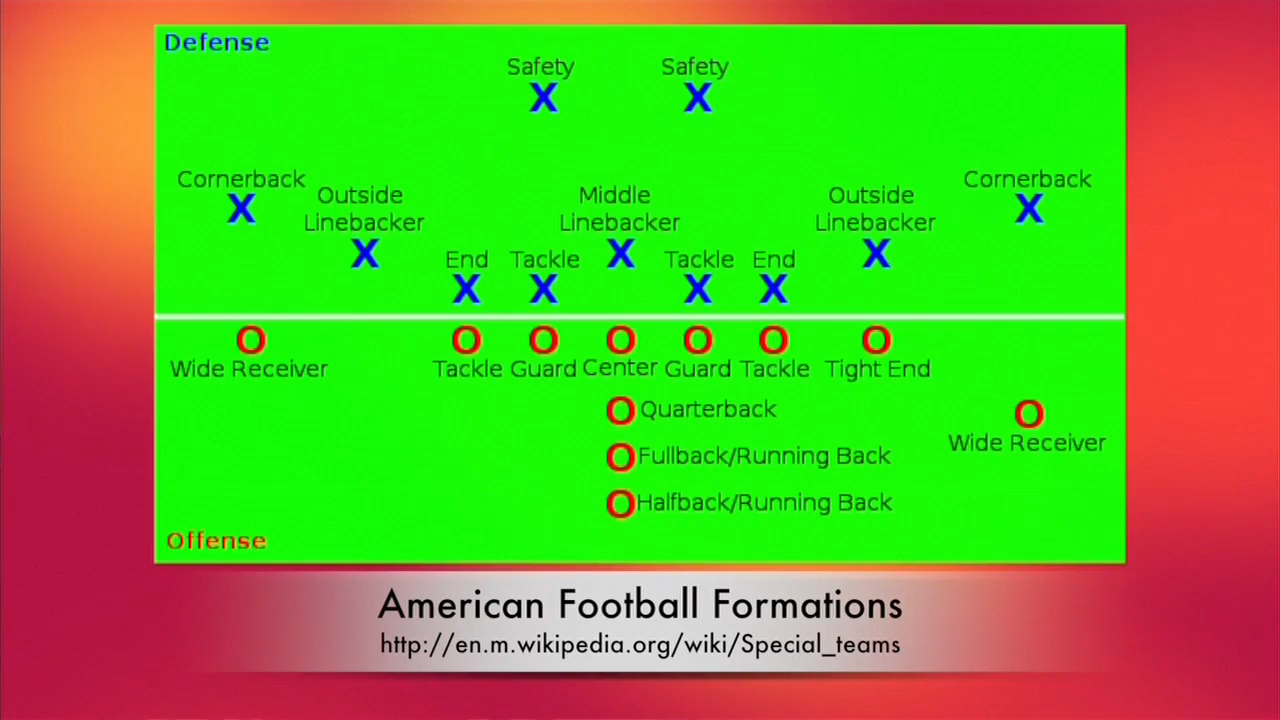 Defense
Safety Safety
X X
Cornerback Cornerback
X X
Outside Linebacker Middle Linebacker Outside Linebacker
X X X
End Tackle Tackle End
X X X X
O O O O O O O
Wide Receiver Tackle Guard Center Guard Tackle Tight End
O Quarterback
O
Wide Receiver
O Fullback/Running Back
O Halfback/Running Back
Offense
American Football Formations
http://en.m.wikipedia.org/wiki/Special_teams